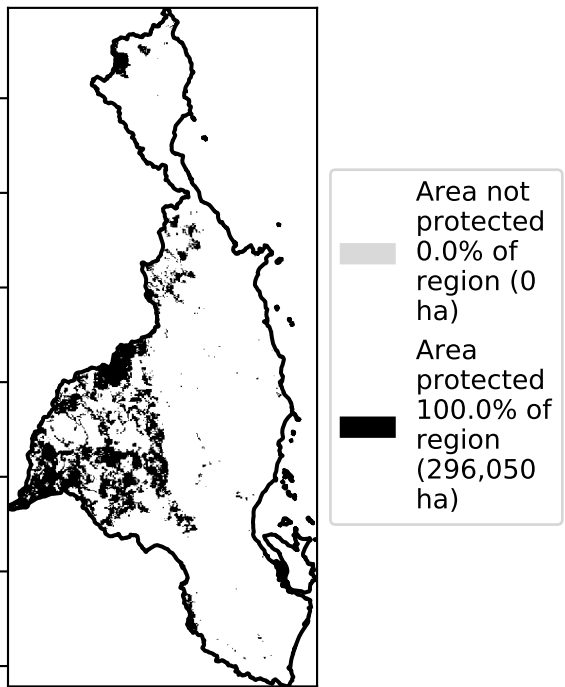 Area not
protected
0.0% of
region (0
ha)
Area
protected
100.0% of
region
(296,050
ha)